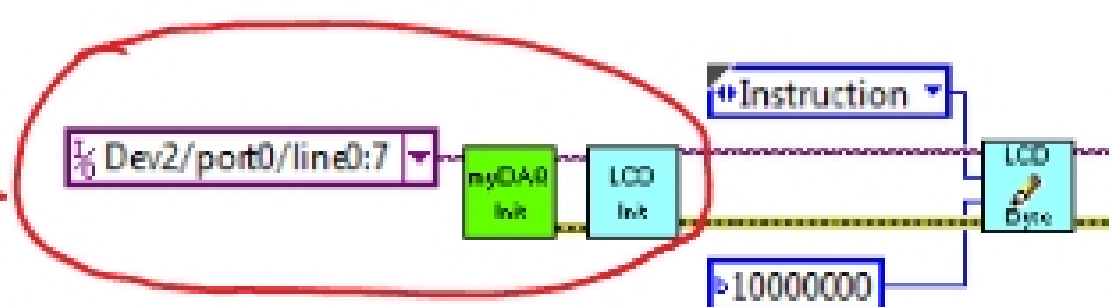 Instruction
I/O Dev2/port0/line0:7
myDAQ
Init
LCD
Init
LCD
Byte
10000000